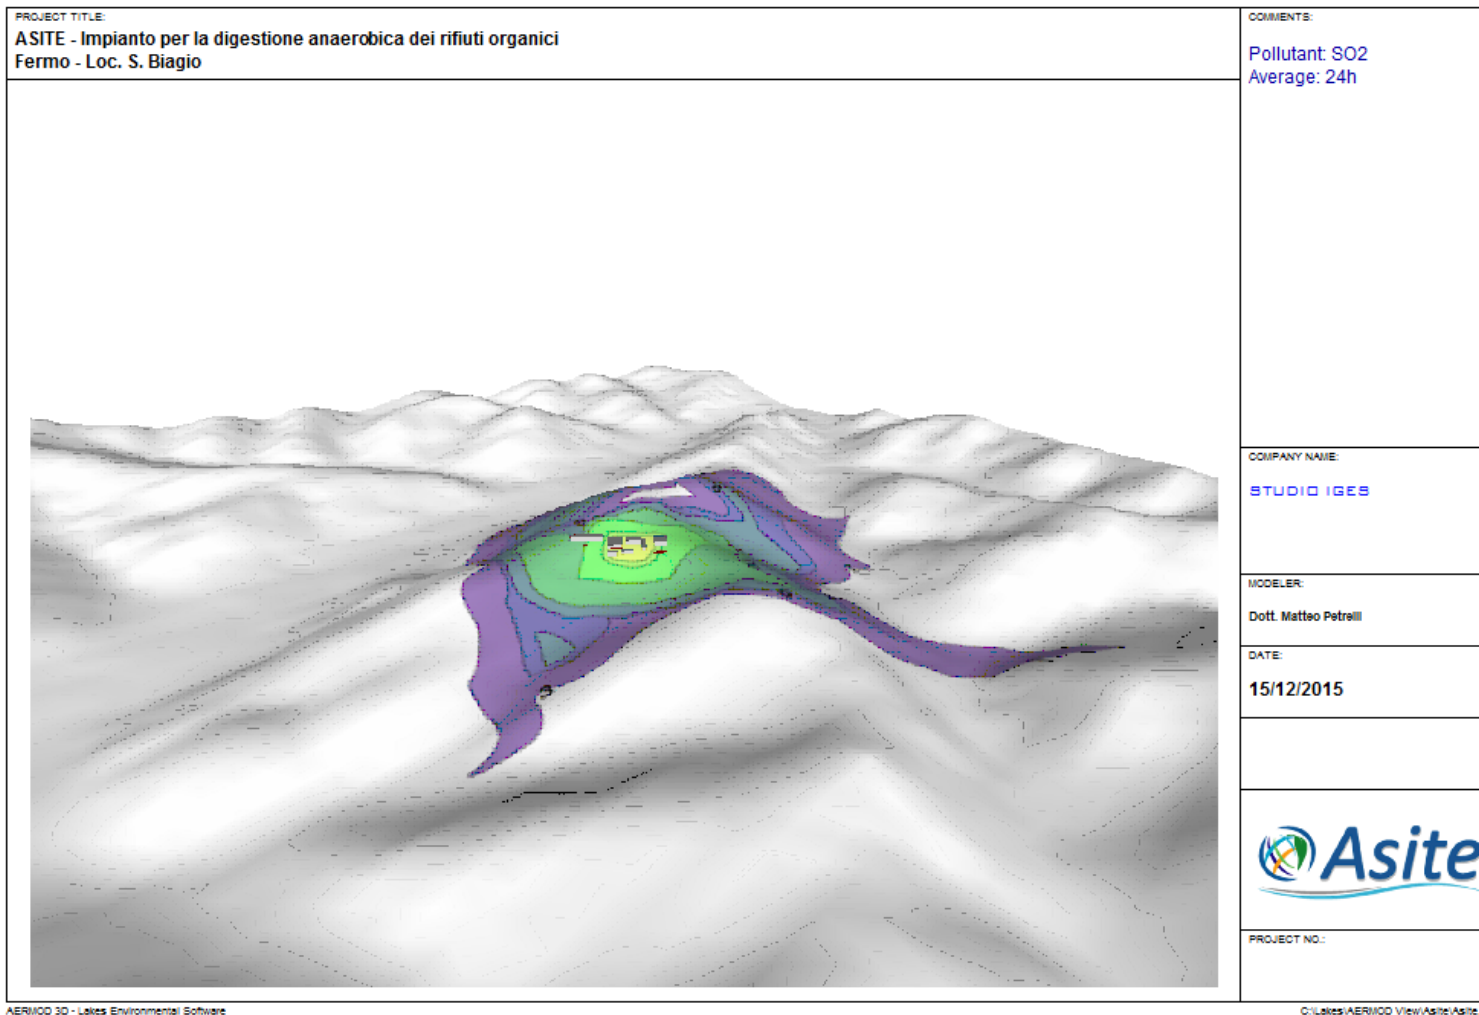 PROJECT TITLE:
ASITE - Impianto per la digestione anaerobica dei rifiuti organici
Fermo - Loc. S. Biagio
COMMENTS:
Pollutant: SO2
Average: 24h
COMPANY NAME:
STUDIO IGES
MODELER:
Dott. Matteo Petrelli
DATE:
15/12/2015
Asite
PROJECT NO.:
AERMOD 3D - Lakes Environmental Software
C:\Lakes\AERMOD View\Asite\Asite